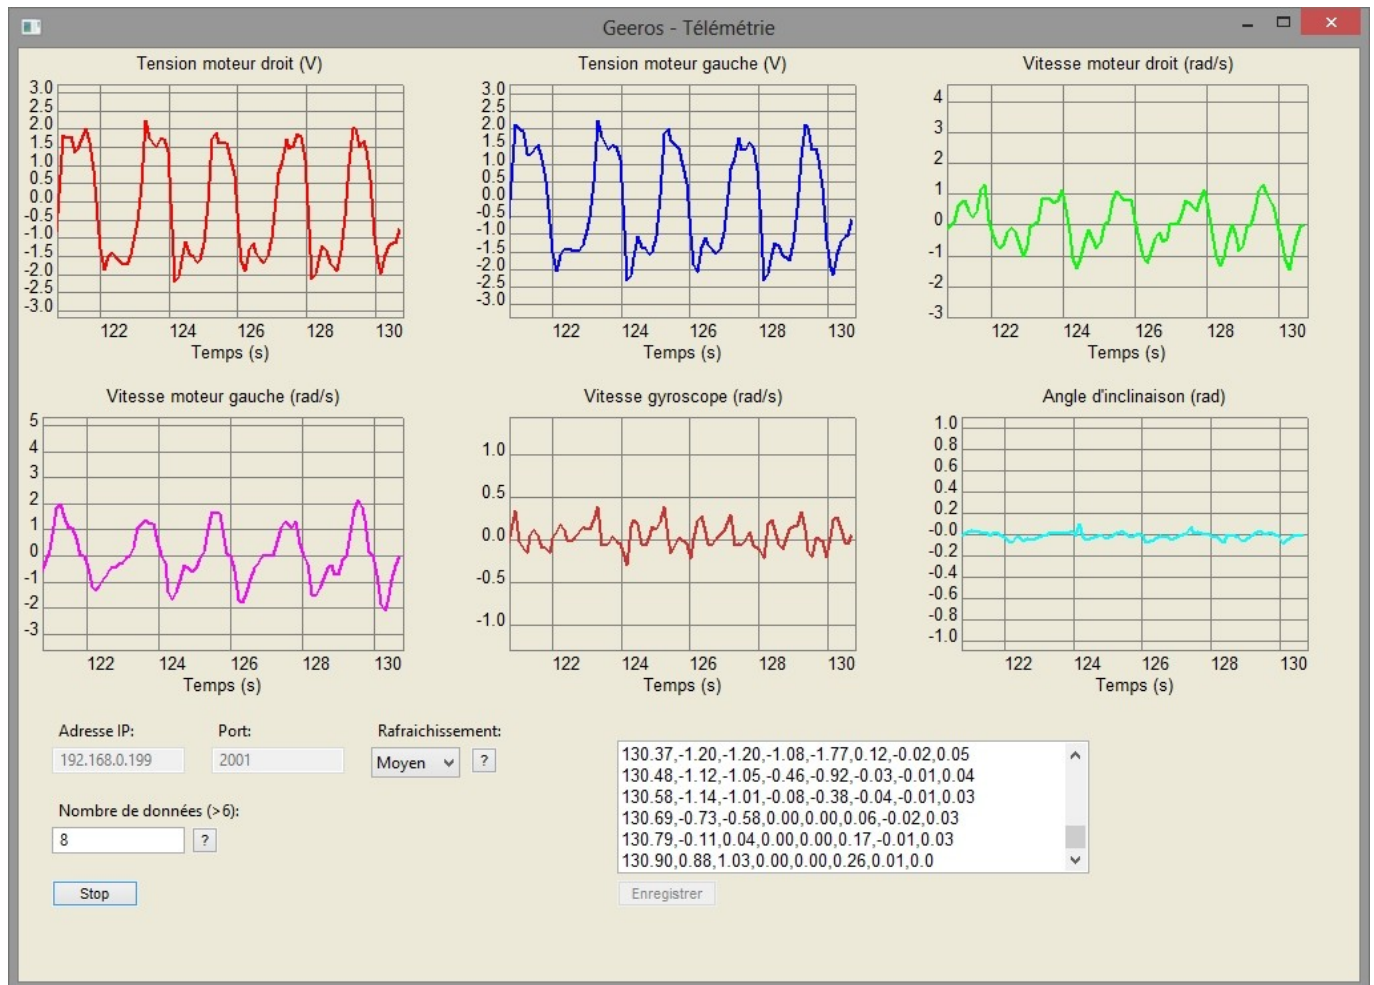 Geeros - Télémétrie
Tension moteur droit (V)
3.0
2.5
2.0
1.5
1.0
0.5
0.0
-0.5
-1.0
-1.5
-2.0
-2.5
-3.0
122 124 126 128 130
Temps (s)
Tension moteur gauche (V)
3.0
2.5
2.0
1.5
1.0
0.5
0.0
-0.5
-1.0
-1.5
-2.0
-2.5
-3.0
122 124 126 128 130
Temps (s)
Vitesse moteur droit (rad/s)
4
3
2
1
0
-1
-2
-3
122 124 126 128 130
Temps (s)
Vitesse moteur gauche (rad/s)
5
4
3
2
1
0
-1
-2
-3
122 124 126 128 130
Temps (s)
Vitesse gyroscope (rad/s)
1.0
0.5
0.0
-0.5
-1.0
122 124 126 128 130
Temps (s)
Angle d'inclinaison (rad)
1.0
0.8
0.6
0.4
0.2
-0.0
-0.2
-0.4
-0.6
-0.8
-1.0
122 124 126 128 130
Temps (s)
Adresse IP: Port: Rafraichissement:
192.168.0.199 2001 Moyen ?
Nombre de données (>6):
8 ?
Stop
130.37,-1.20,-1.20,-1.08,-1.77,0.12,-0.02,0.05
130.48,-1.12,-1.05,-0.46,-0.92,-0.03,-0.01,0.04
130.58,-1.14,-1.01,-0.08,-0.38,-0.04,-0.01,0.03
130.69,-0.73,-0.58,0.00,0.00,0.06,-0.02,0.03
130.79,-0.11,0.04,0.00,0.00,0.17,-0.01,0.03
130.90,0.88,1.03,0.00,0.00,0.26,0.01,0.0
Enregistrer